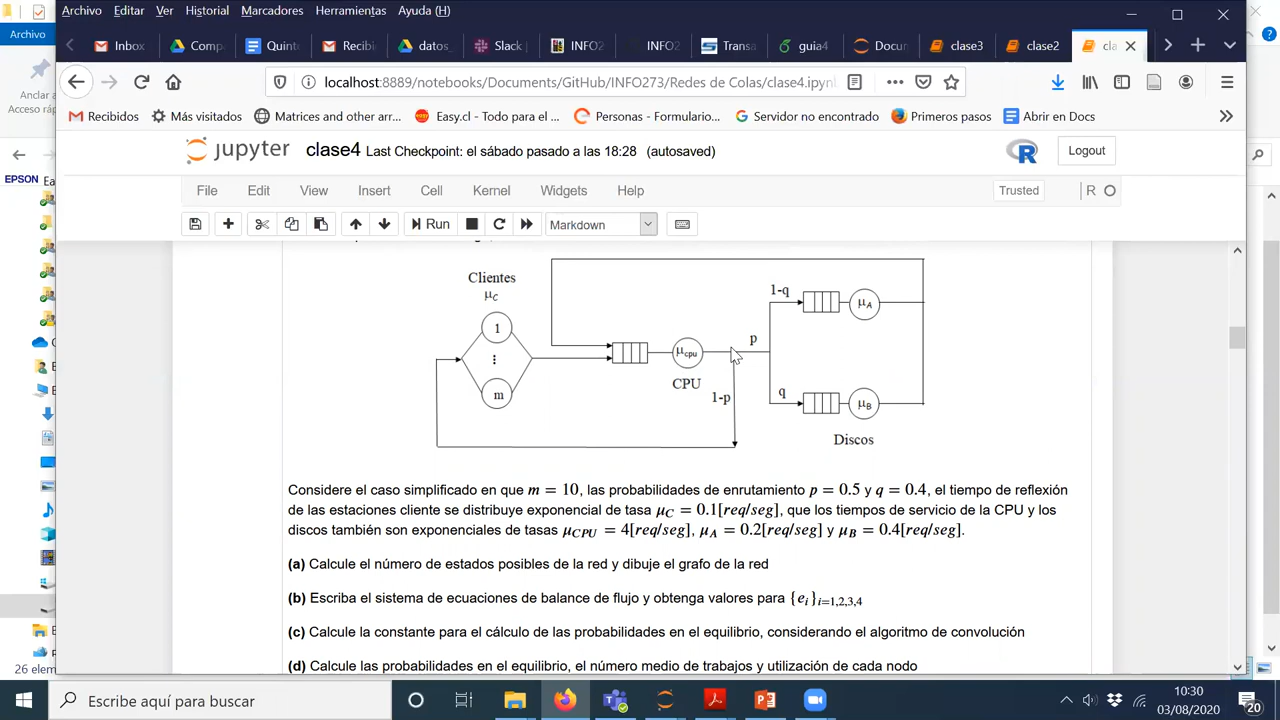 Archivo Editar Ver Historial Marcadores Herramientas Ayuda (H)
Archivo
Inbox Comp Quint Recibi dbts - Slack INFO2 INFO2 Transa guia4 Docu clase3 clase2 cla
Anclar a
Acceso ráp
localhost:8889/notebooks/Documents/GitHub/INFO273/Redes de Colas/clase4.ipynb
Recibidos Más visitados Matrices and other arr... Easy.cl - Todo para el ... Personas - Formulario... Servidor no encontrado Primeros pasos Abrir en Docs
jupyter clase4 Last Checkpoint: el sábado pasado a las 18:28 (autosaved)
Logout
EPSON Ea
File Edit View Insert Cell Kernel Widgets Help
Trusted R
Run
Markdown
Clientes
μC
1-q
μA
1
⋮
μcpu
p
CPU
1-p
m
q
μB
Discos
Considere el caso simplificado en que m = 10, las probabilidades de enrutamiento p = 0.5 y q = 0.4, el tiempo de reflexión
de las estaciones cliente se distribuye exponencial de tasa μC = 0.1[req/seg], que los tiempos de servicio de la CPU y los
discos también son exponenciales de tasas μCPU = 4[req/seg], μA = 0.2[req/seg] y μB = 0.4[req/seg].
(a) Calcule el número de estados posibles de la red y dibuje el grafo de la red
(b) Escriba el sistema de ecuaciones de balance de flujo y obtenga valores para {ei}i=1,2,3,4
(c) Calcule la constante para el cálculo de las probabilidades en el equilibrio, considerando el algoritmo de convolución
(d) Calcule las probabilidades en el equilibrio, el número medio de trabajos y utilización de cada nodo
26 elem
Escribe aquí para buscar
10:30
03/08/2020
20